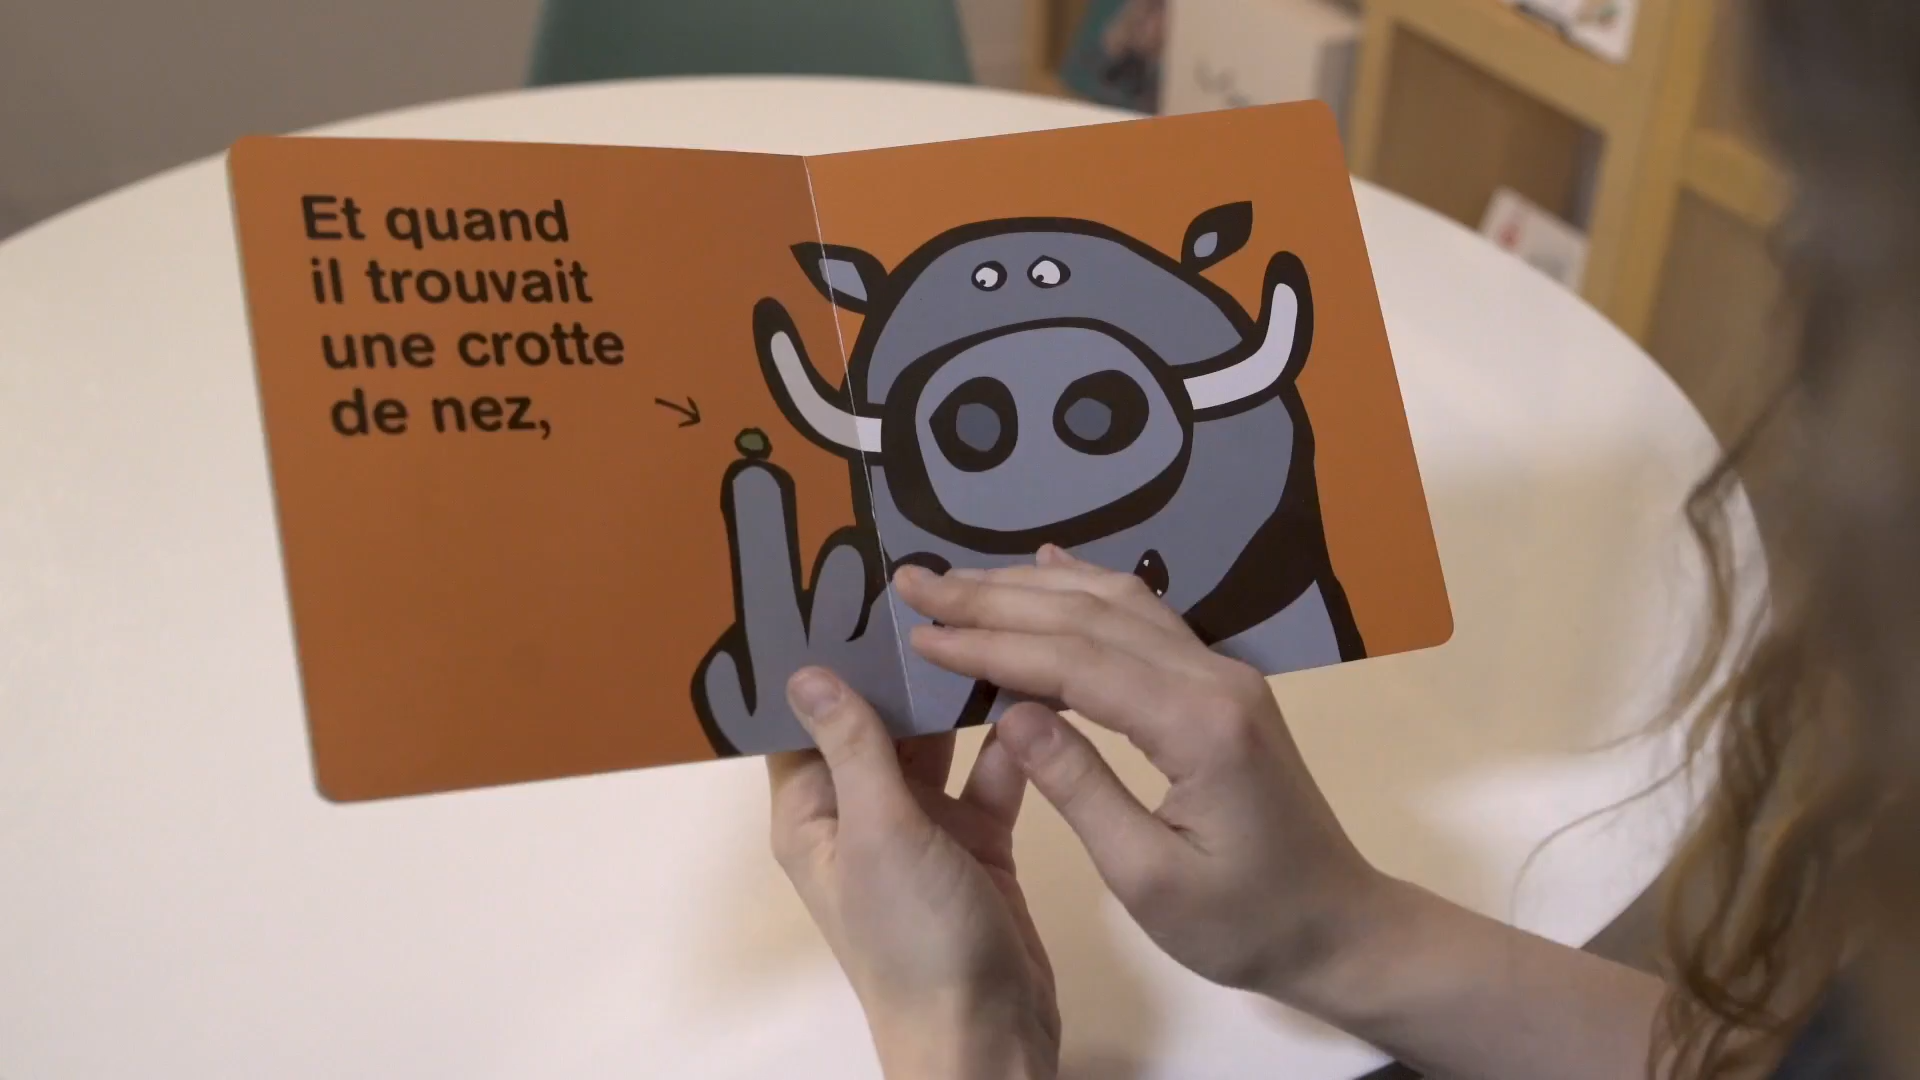 Et quand
il trouvait
une crotte
de nez,